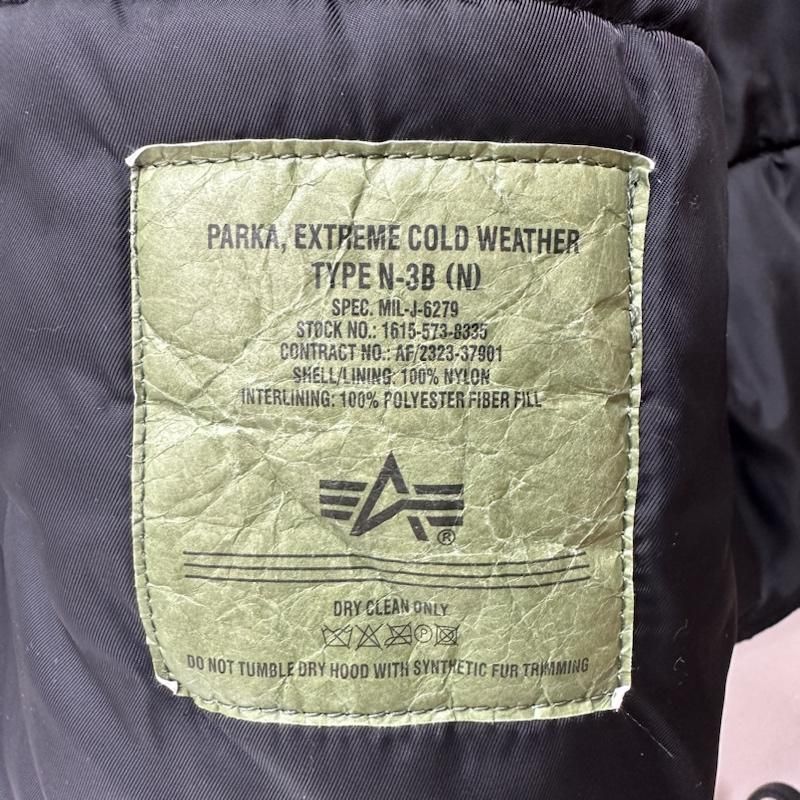 PARKA, EXTREME COLD WEATHER
TYPE N-3B (N)
SPEC. MIL-J-6279
STOCK NO.: 1615-573-8335
CONTRACT NO.: AF/2323-37901
SHELL/LINING: 100% NYLON
INTERLINING: 100% POLYESTER FIBER FILL
®
DRY CLEAN ONLY
P
DO NOT TUMBLE DRY HOOD WITH SYNTHETIC FUR TRIMMING